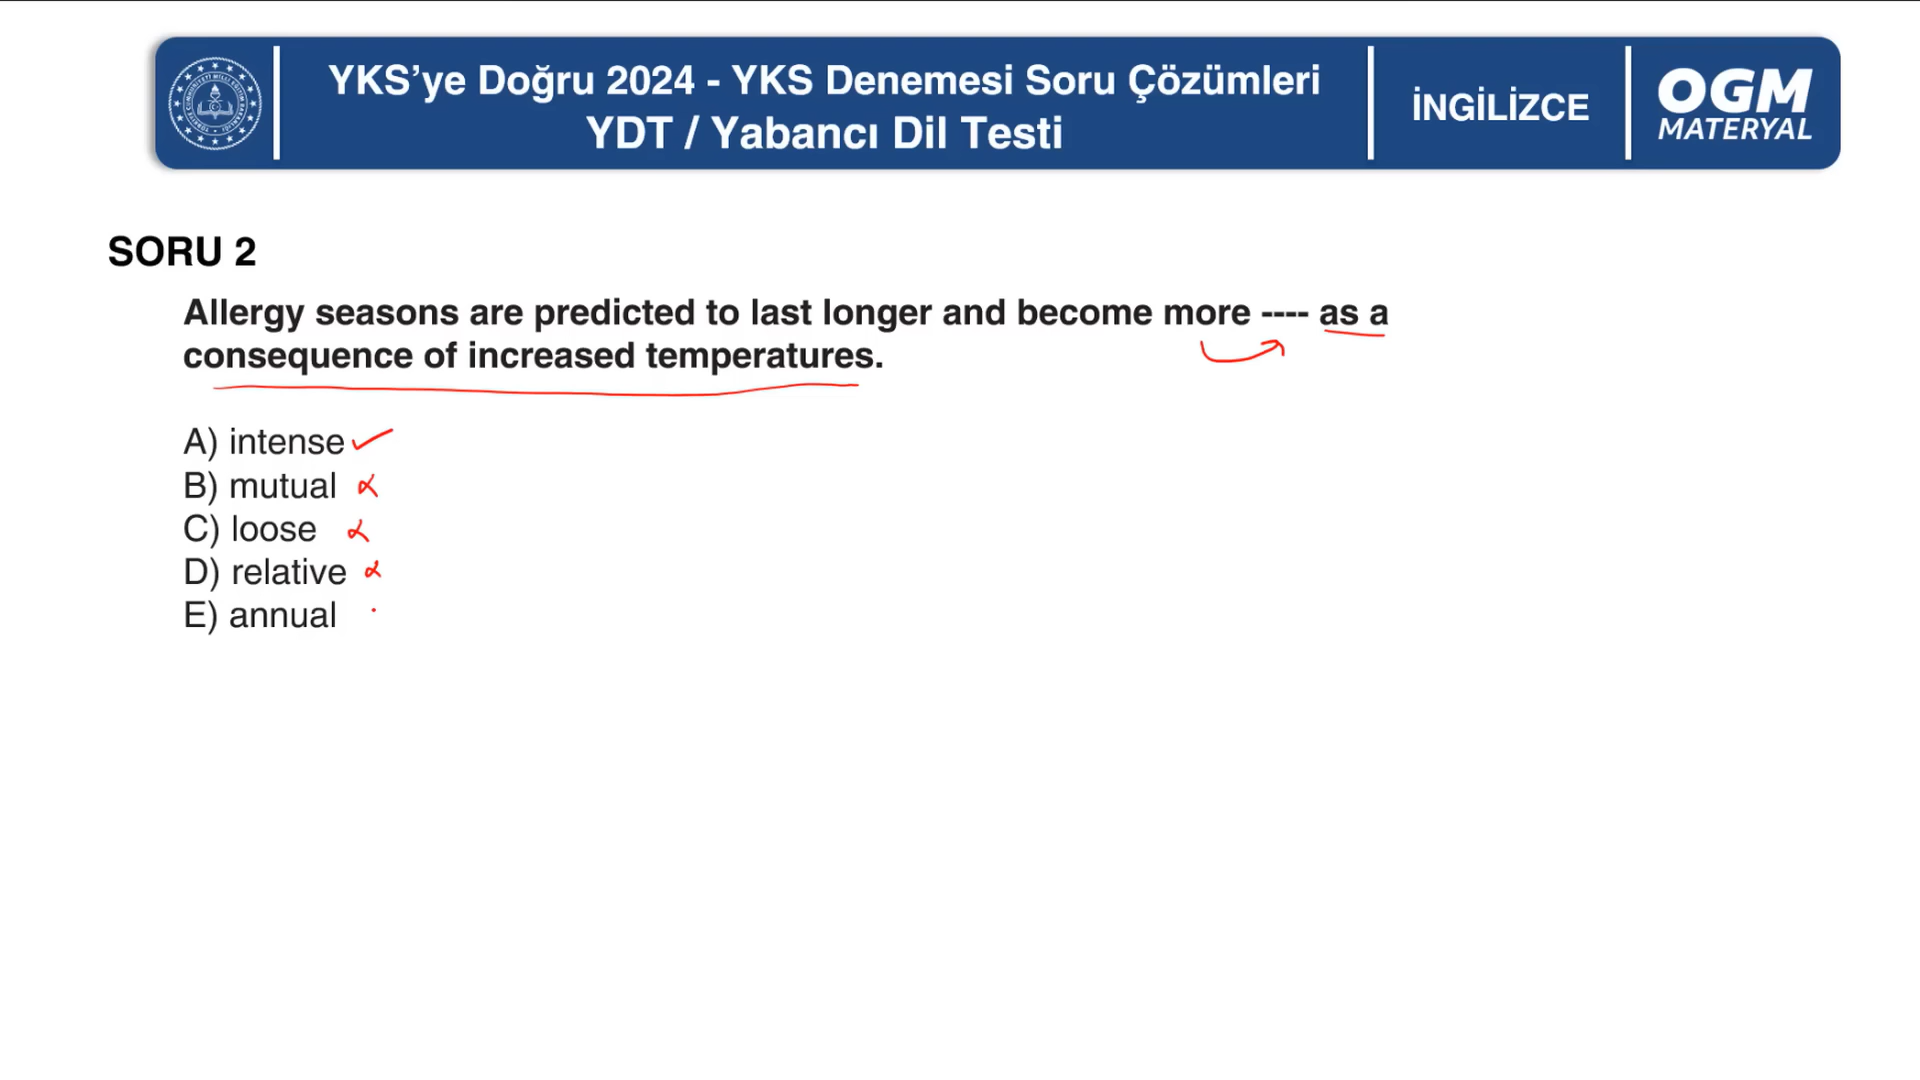 YKS’ye Doğru 2024 - YKS Denemesi Soru Çözümleri
YDT / Yabancı Dil Testi
İNGİLİZCE
OGM
MATERYAL
SORU 2
Allergy seasons are predicted to last longer and become more ---- as a
consequence of increased temperatures.
A) intense
B) mutual
C) loose
D) relative
E) annual